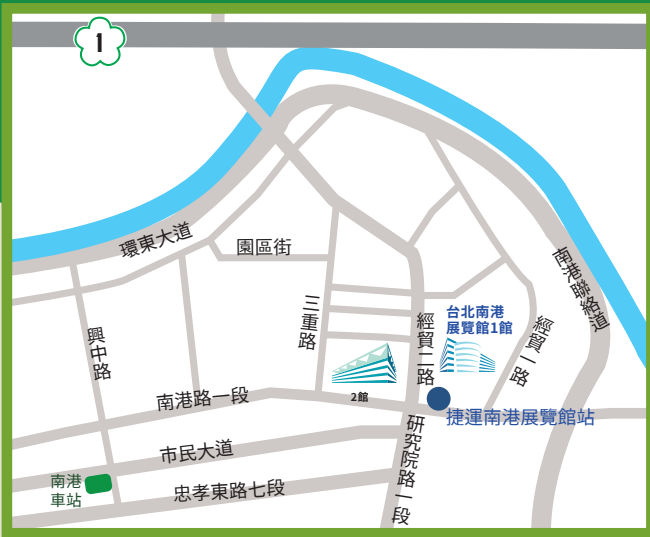 1
環東大道
園區街
南港聯絡道
三重路
台北南港
展覽館1館
經貿二路
經貿一路
興中路
2館
南港路一段
捷運南港展覽館站
研究院路一段
市民大道
南港
車站
忠孝東路七段